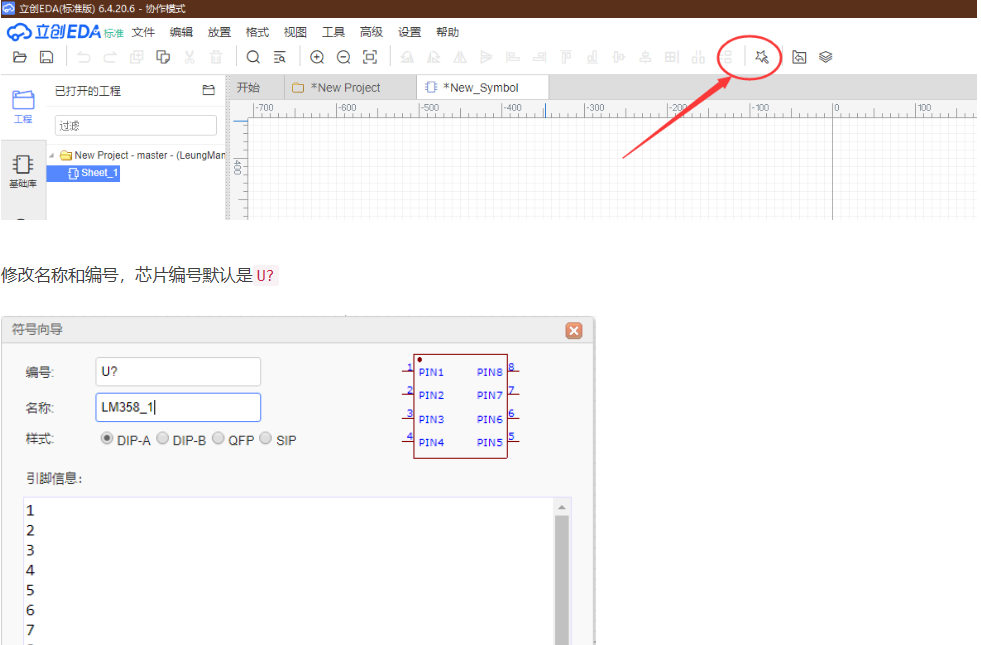 立创EDA(标准版) 6.4.20.6 - 协作模式
立创EDA标准 文件 编辑 放置 格式 视图 工具 高级 设置 帮助
工程
基础库
已打开的工程
过滤
New Project - master - (LeungMan
Sheet_1
开始 *New Project *New_Symbol
-700 -600 -500 -400 -300 -200 -100 0 100
400
修改名称和编号，芯片编号默认是 U?
符号向导
编号: U?
名称: LM358_1
样式: DIP-A DIP-B QFP SIP
1 PIN1 PIN8 8
2 PIN2 PIN7 7
3 PIN3 PIN6 6
4 PIN4 PIN5 5
引脚信息:
1
2
3
4
5
6
7